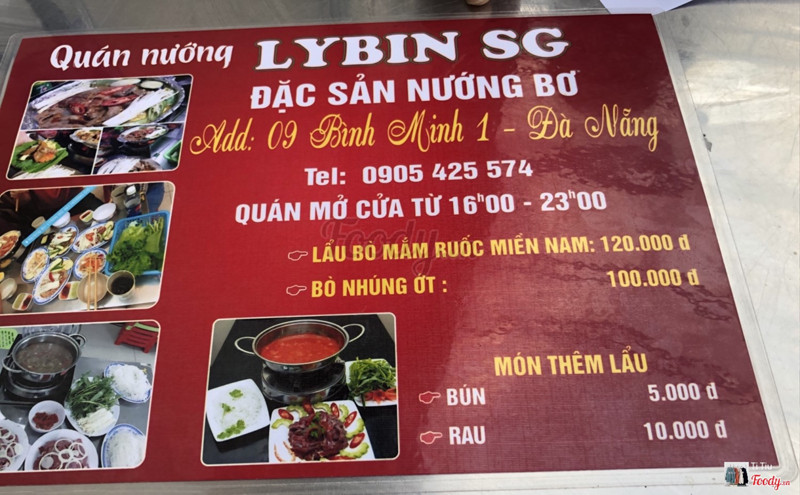 Quán nướng LYBIN SG
ĐẶC SẢN NƯỚNG BƠ
Add: 09 Bình Minh 1 - Đà Nẵng
Tel: 0905 425 574
QUÁN MỞ CỬA TỪ 16h00 - 23h00
Foody
LẨU BÒ MẮM RUỐC MIỀN NAM: 120.000 đ
BÒ NHÚNG ỚT : 100.000 đ
MÓN THÊM LẨU
BÚN 5.000 đ
RAU 10.000 đ
Foody.vn